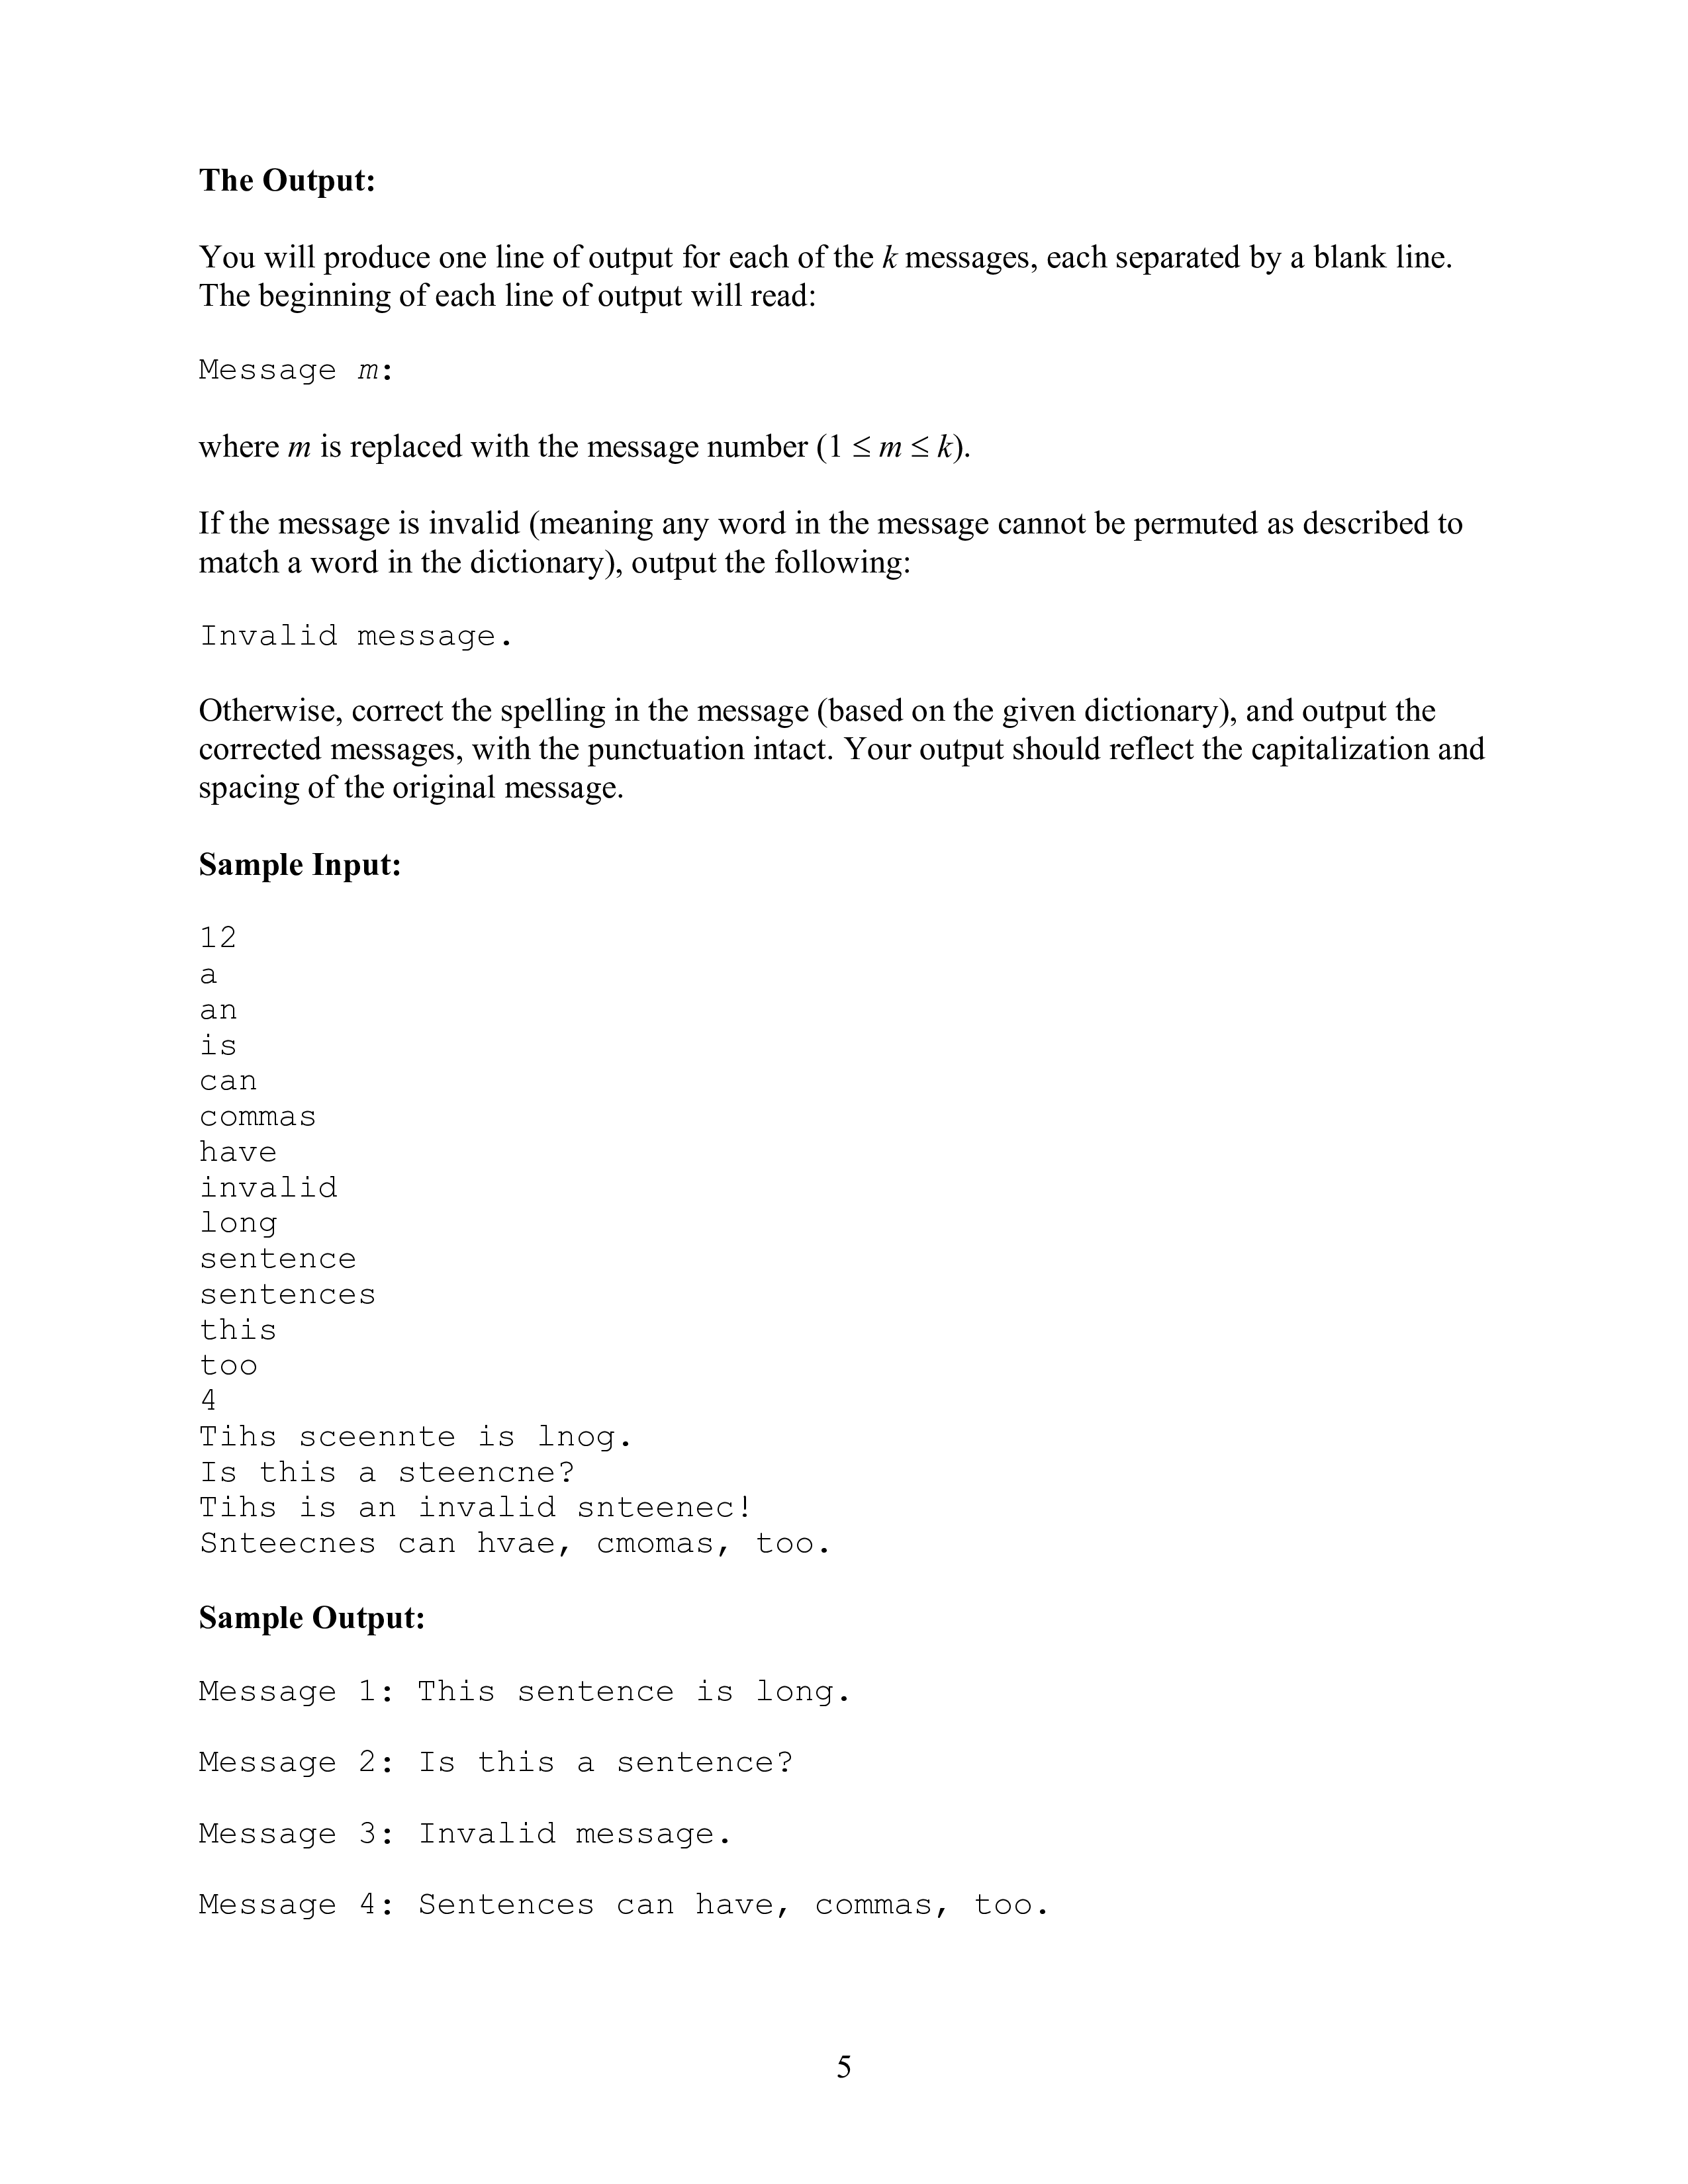 The Output:
You will produce one line of output for each of the k messages, each separated by a blank line.
The beginning of each line of output will read:
Message m:
where m is replaced with the message number (1 ≤ m ≤ k).
If the message is invalid (meaning any word in the message cannot be permuted as described to
match a word in the dictionary), output the following:
Invalid message.
Otherwise, correct the spelling in the message (based on the given dictionary), and output the
corrected messages, with the punctuation intact. Your output should reflect the capitalization and
spacing of the original message.
Sample Input:
12
a
an
is
can
commas
have
invalid
long
sentence
sentences
this
too
4
Tihs sceennte is lnog.
Is this a steencne?
Tihs is an invalid snteenec!
Snteecnes can hvae, cmomas, too.
Sample Output:
Message 1: This sentence is long.
Message 2: Is this a sentence?
Message 3: Invalid message.
Message 4: Sentences can have, commas, too.
5